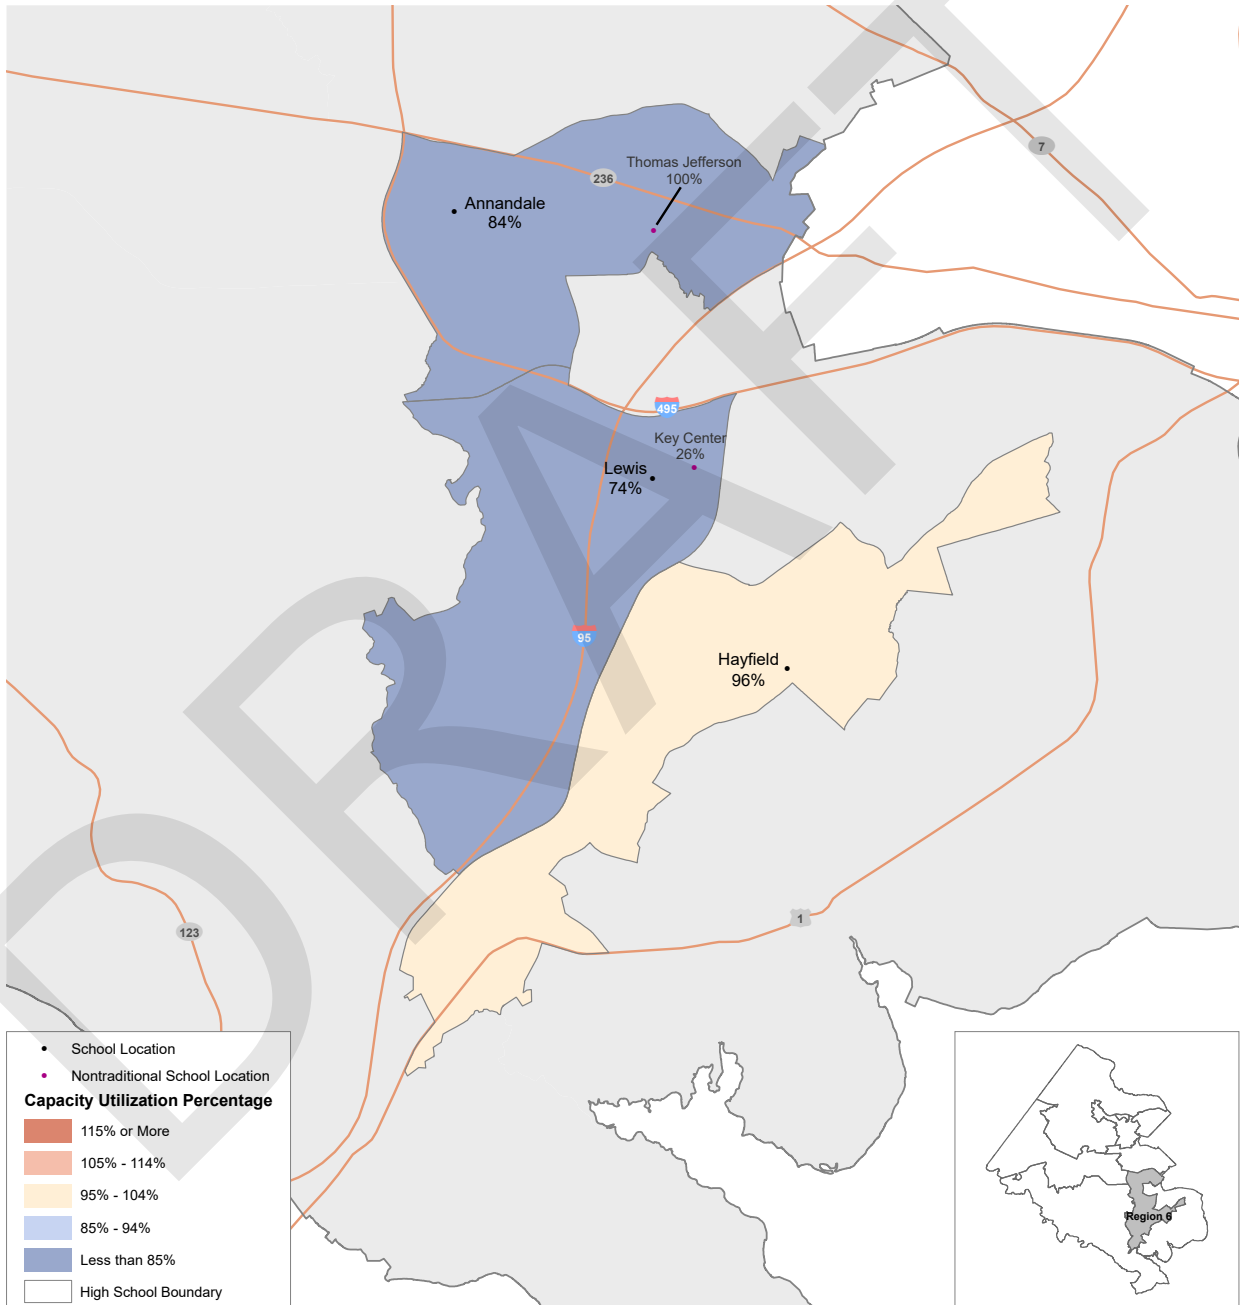 7
Thomas Jefferson
100%
236
Annandale
84%
495
Key Center
26%
Lewis
74%
95
Hayfield
96%
1
123
DRAFT
School Location
Nontraditional School Location
Capacity Utilization Percentage
115% or More
105% - 114%
95% - 104%
85% - 94%
Less than 85%
High School Boundary
Region 6